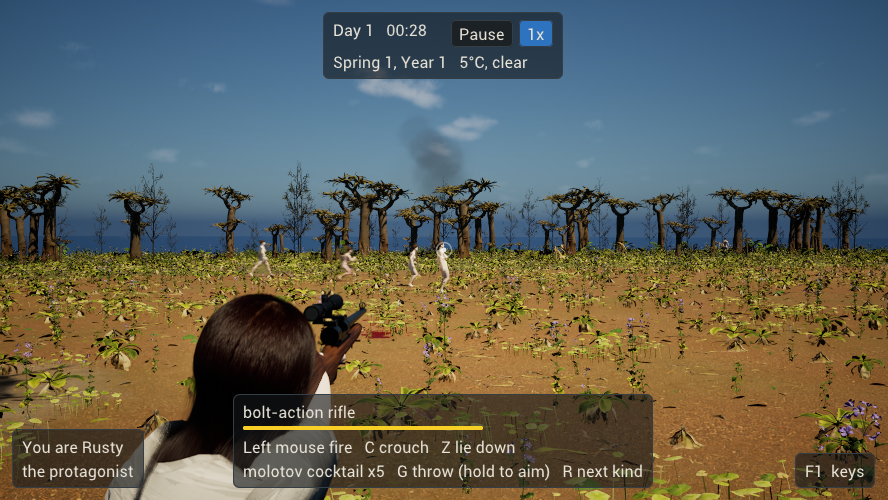 Day 1 00:28 Pause 1x
Spring 1, Year 1 5°C, clear
bolt-action rifle
Left mouse fire C crouch Z lie down
molotov cocktail x5 G throw (hold to aim) R next kind
You are Rusty
the protagonist
F1 keys